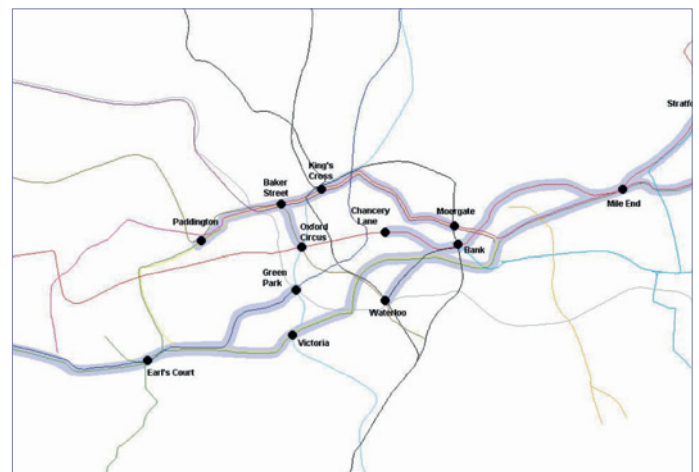 Stratfo
King's
Cross
Baker
Street
Mile End
Chancery
Lane
Moorgate
Paddington
Oxford
Circus
Bank
Green
Park
Waterloo
Victoria
Earl's Court